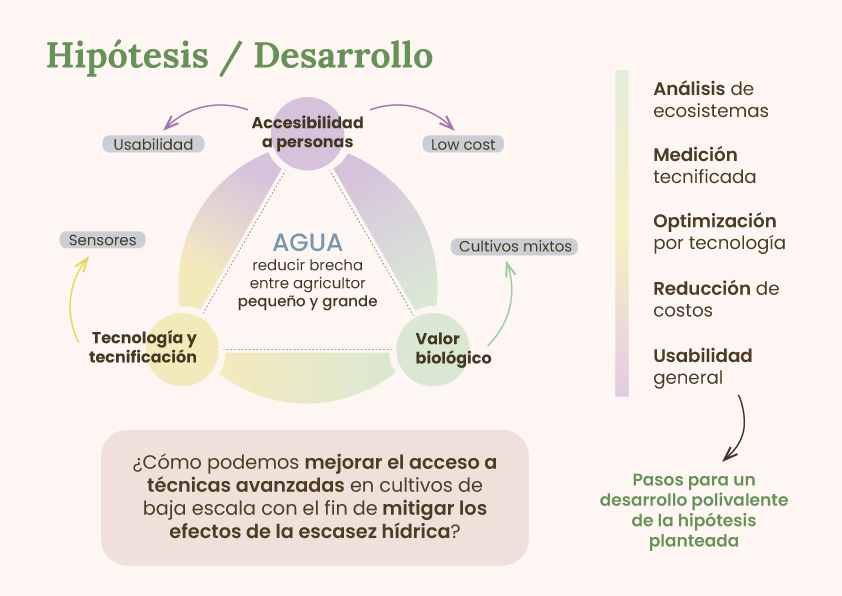 Hipótesis / Desarrollo
Accesibilidad
a personas
Usabilidad
Low cost
Sensores
Cultivos mixtos
AGUA
reducir brecha
entre agricultor
pequeño y grande
Tecnología y
tecnificación
Valor
biológico
¿Cómo podemos mejorar el acceso a
técnicas avanzadas en cultivos de
baja escala con el fin de mitigar los
efectos de la escasez hídrica?
Análisis de
ecosistemas
Medición
tecnificada
Optimización
por tecnología
Reducción de
costos
Usabilidad
general
Pasos para un
desarrollo polivalente
de la hipótesis
planteada